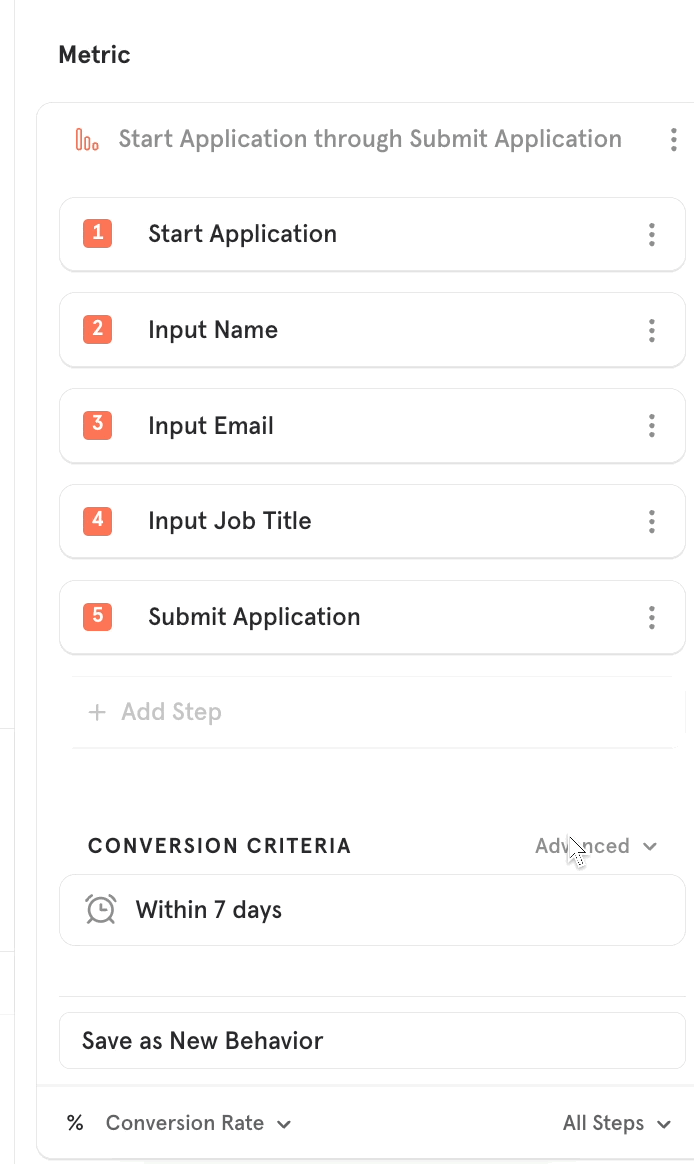 Metric
Start Application through Submit Application
1 Start Application
2 Input Name
3 Input Email
4 Input Job Title
5 Submit Application
+ Add Step
CONVERSION CRITERIA Advanced
Within 7 days
Save as New Behavior
% Conversion Rate All Steps